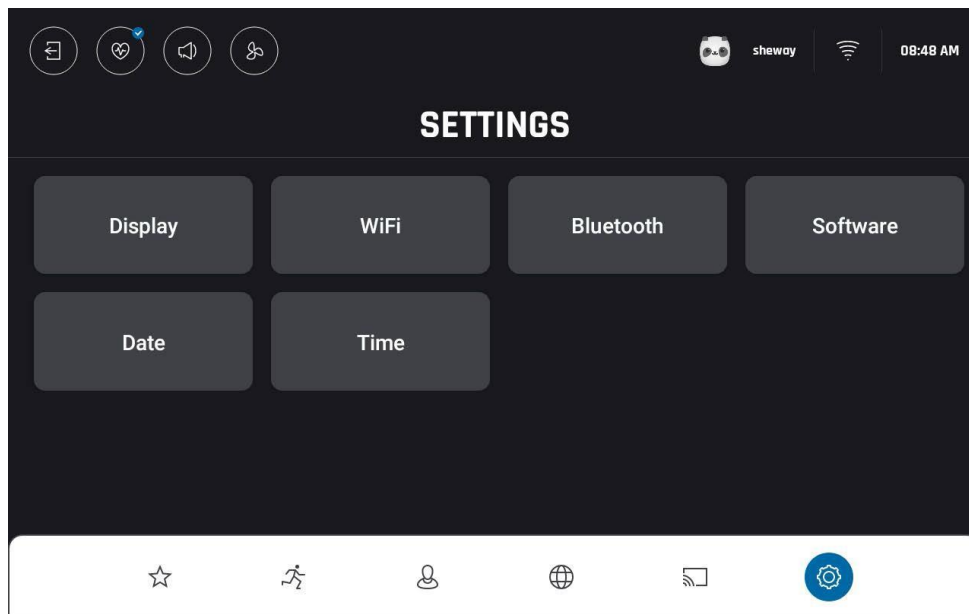 sheway
08:48 AM
SETTINGS
Display
WiFi
Bluetooth
Software
Date
Time